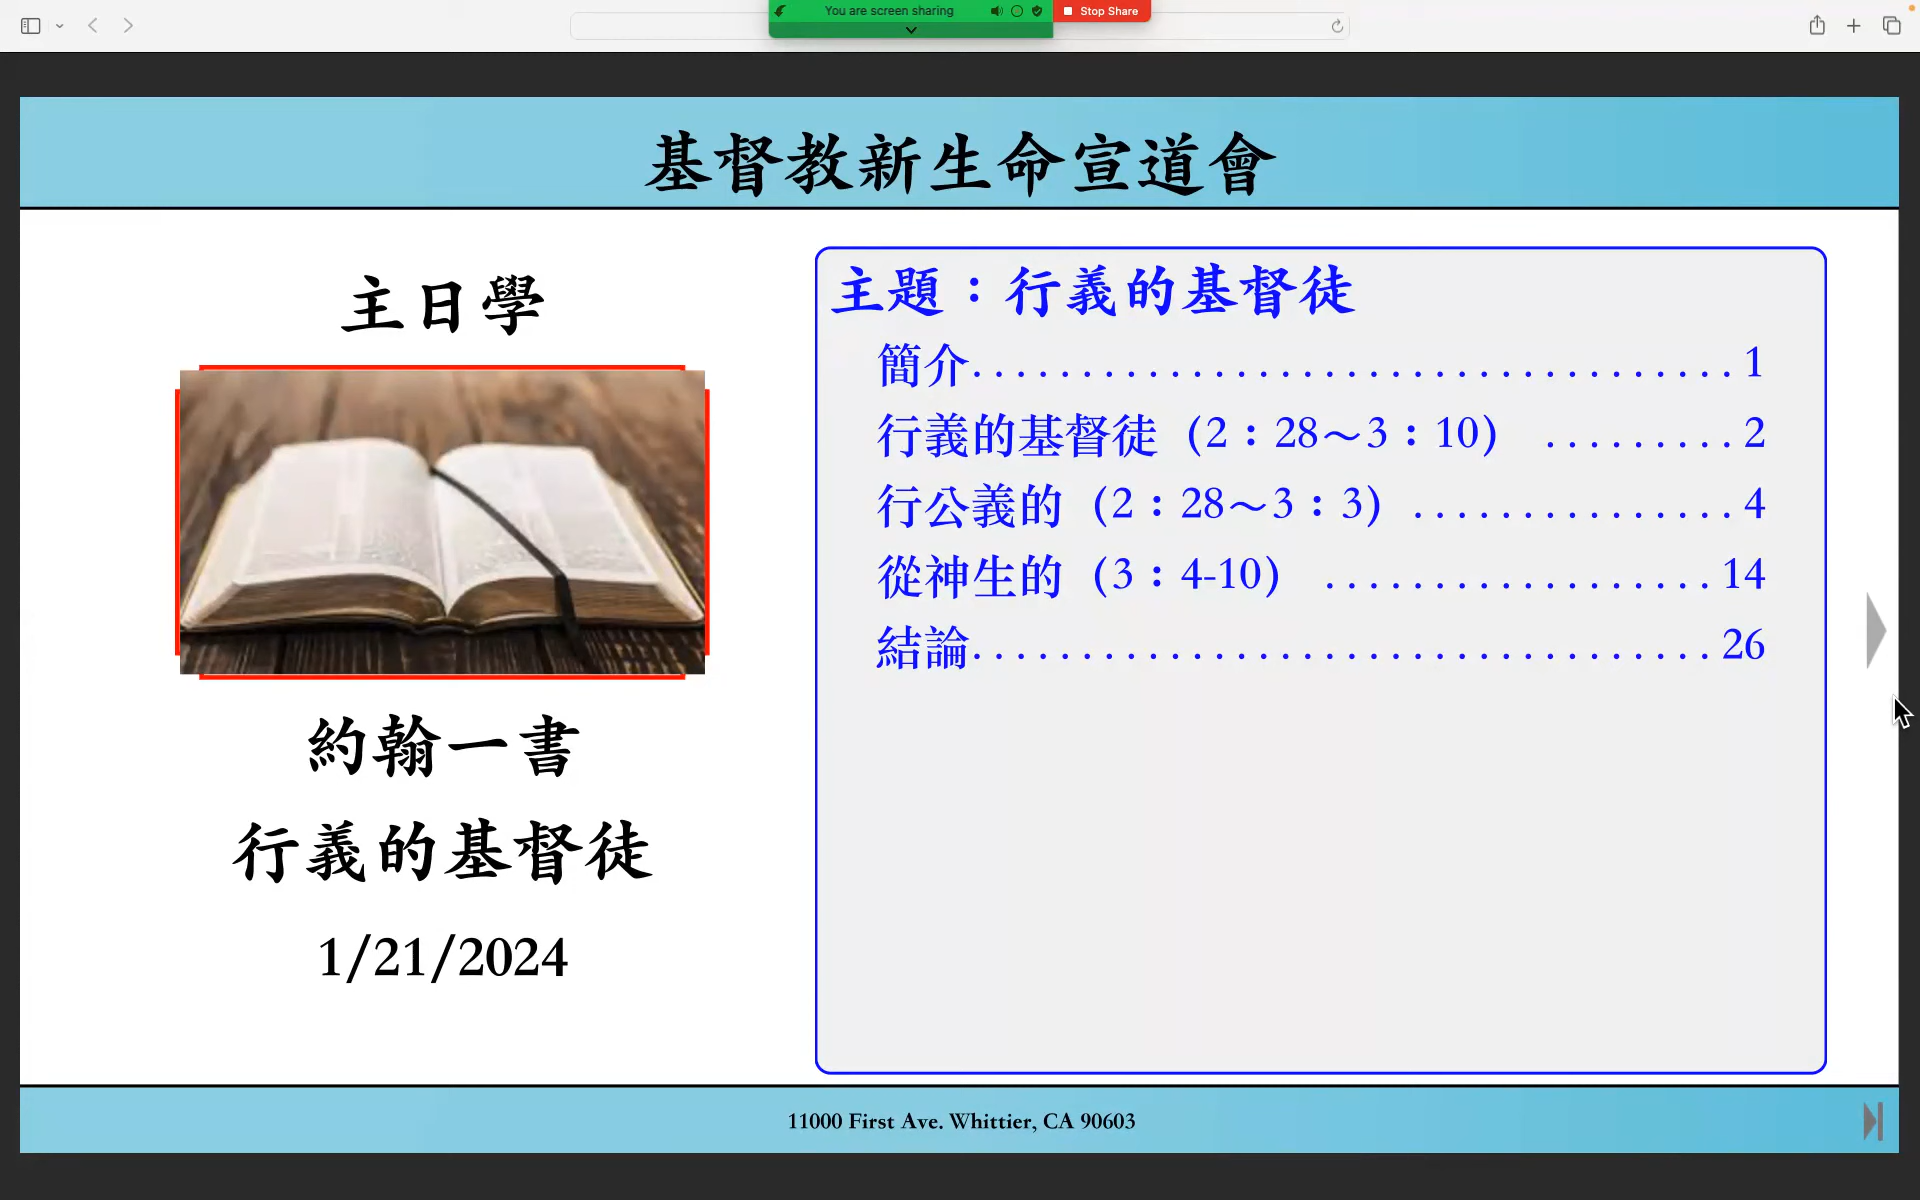 You are screen sharing
Stop Share
基督教新生命宣道會
主日學
約翰一書
行義的基督徒
1/21/2024
主題：行義的基督徒
簡介. . . . . . . . . . . . . . . . . . . . . . . . . . . . . . . . . . . 1
行義的基督徒（2：28～3：10） . . . . . . . . . 2
行公義的（2：28～3：3） . . . . . . . . . . . . . . . 4
從神生的（3：4-10） . . . . . . . . . . . . . . . . . . 14
結論. . . . . . . . . . . . . . . . . . . . . . . . . . . . . . . . . . 26
11000 First Ave. Whittier, CA 90603